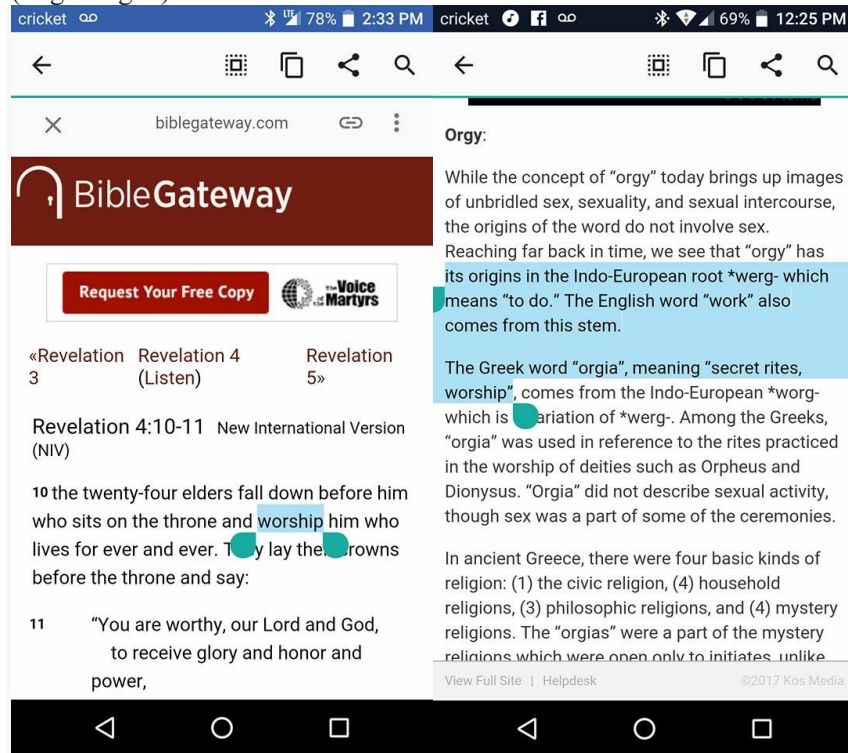 cricket LTE 78% 2:33 PM
biblegateway.com
BibleGateway
Request Your Free Copy The Voice of the Martyrs
«Revelation 3 Revelation 4 (Listen) Revelation 5»
Revelation 4:10-11 New International Version
(NIV)
10 the twenty-four elders fall down before him
who sits on the throne and worship him who
lives for ever and ever. lay crowns
before the throne and say:
11 “You are worthy, our Lord and God,
to receive glory and honor and
power,
cricket 69% 12:25 PM
Orgy:
While the concept of “orgy” today brings up images
of unbridled sex, sexuality, and sexual intercourse,
the origins of the word do not involve sex.
Reaching far back in time, we see that “orgy” has
its origins in the Indo-European root *werg- which
means “to do.” The English word “work” also
comes from this stem.
The Greek word “orgia”, meaning “secret rites,
worship”, comes from the Indo-European *worg-
which is variation of *werg-. Among the Greeks,
“orgia” was used in reference to the rites practiced
in the worship of deities such as Orpheus and
Dionysus. “Orgia” did not describe sexual activity,
though sex was a part of some of the ceremonies.
In ancient Greece, there were four basic kinds of
religion: (1) the civic religion, (4) household
religions, (3) philosophic religions, and (4) mystery
religions. The “orgias” were a part of the mystery
religions which were open only to initiates, unlike
View Full Site | Helpdesk ©2017 Kos Media